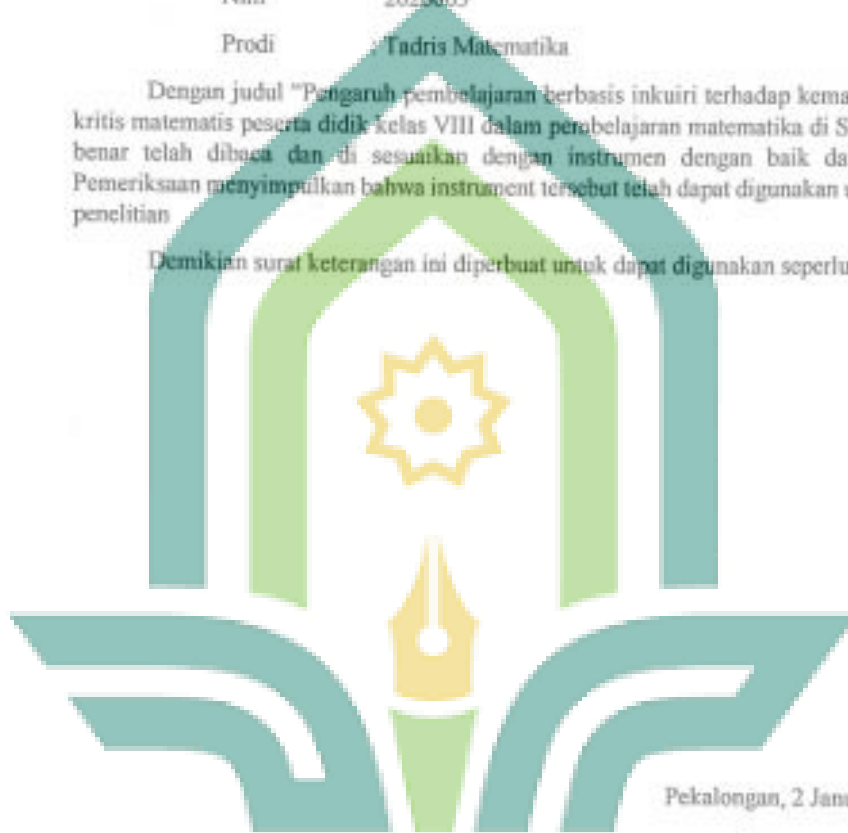 Prodi : Tadris Matematika
Dengan judul "Pengaruh pembelajaran berbasis inkuiri terhadap kema
kritis matematis peserta didik kelas VIII dalam pembelajaran matematika di S
benar telah dibaca dan di sesuaikan dengan instrumen dengan baik da
Pemeriksaan menyimpulkan bahwa instrument tersebut telah dapat digunakan u
penelitian
Demikian surat keterangan ini diperbuat untuk dapat digunakan seperlu
Pekalongan, 2 Janu